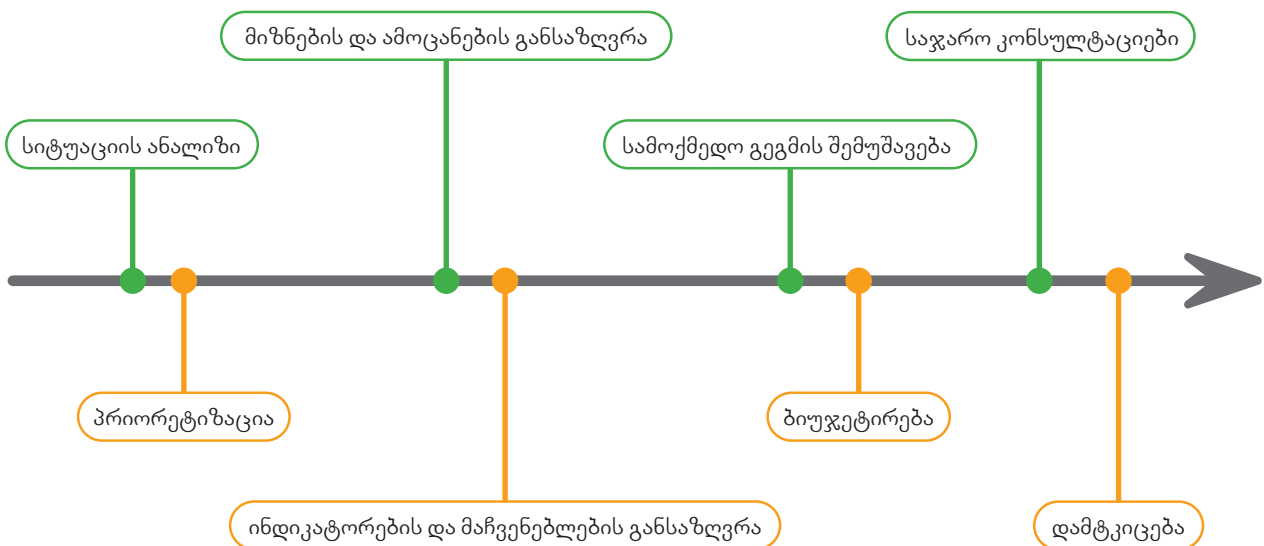 მიზნების და ამოცანების განსაზღვრა
საჯარო კონსულტაციები
სიტუაციის ანალიზი
სამოქმედო გეგმის შემუშავება
პრიორეტიზაცია
ბიუჯეტირება
ინდიკატორების და მაჩვენებლების განსაზღვრა
დამტკიცება